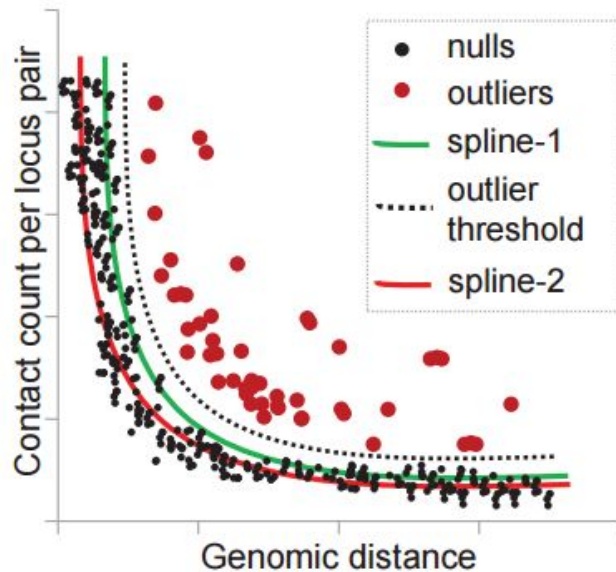 Contact count per locus pair
nulls
outliers
spline-1
outlier
threshold
spline-2
Genomic distance